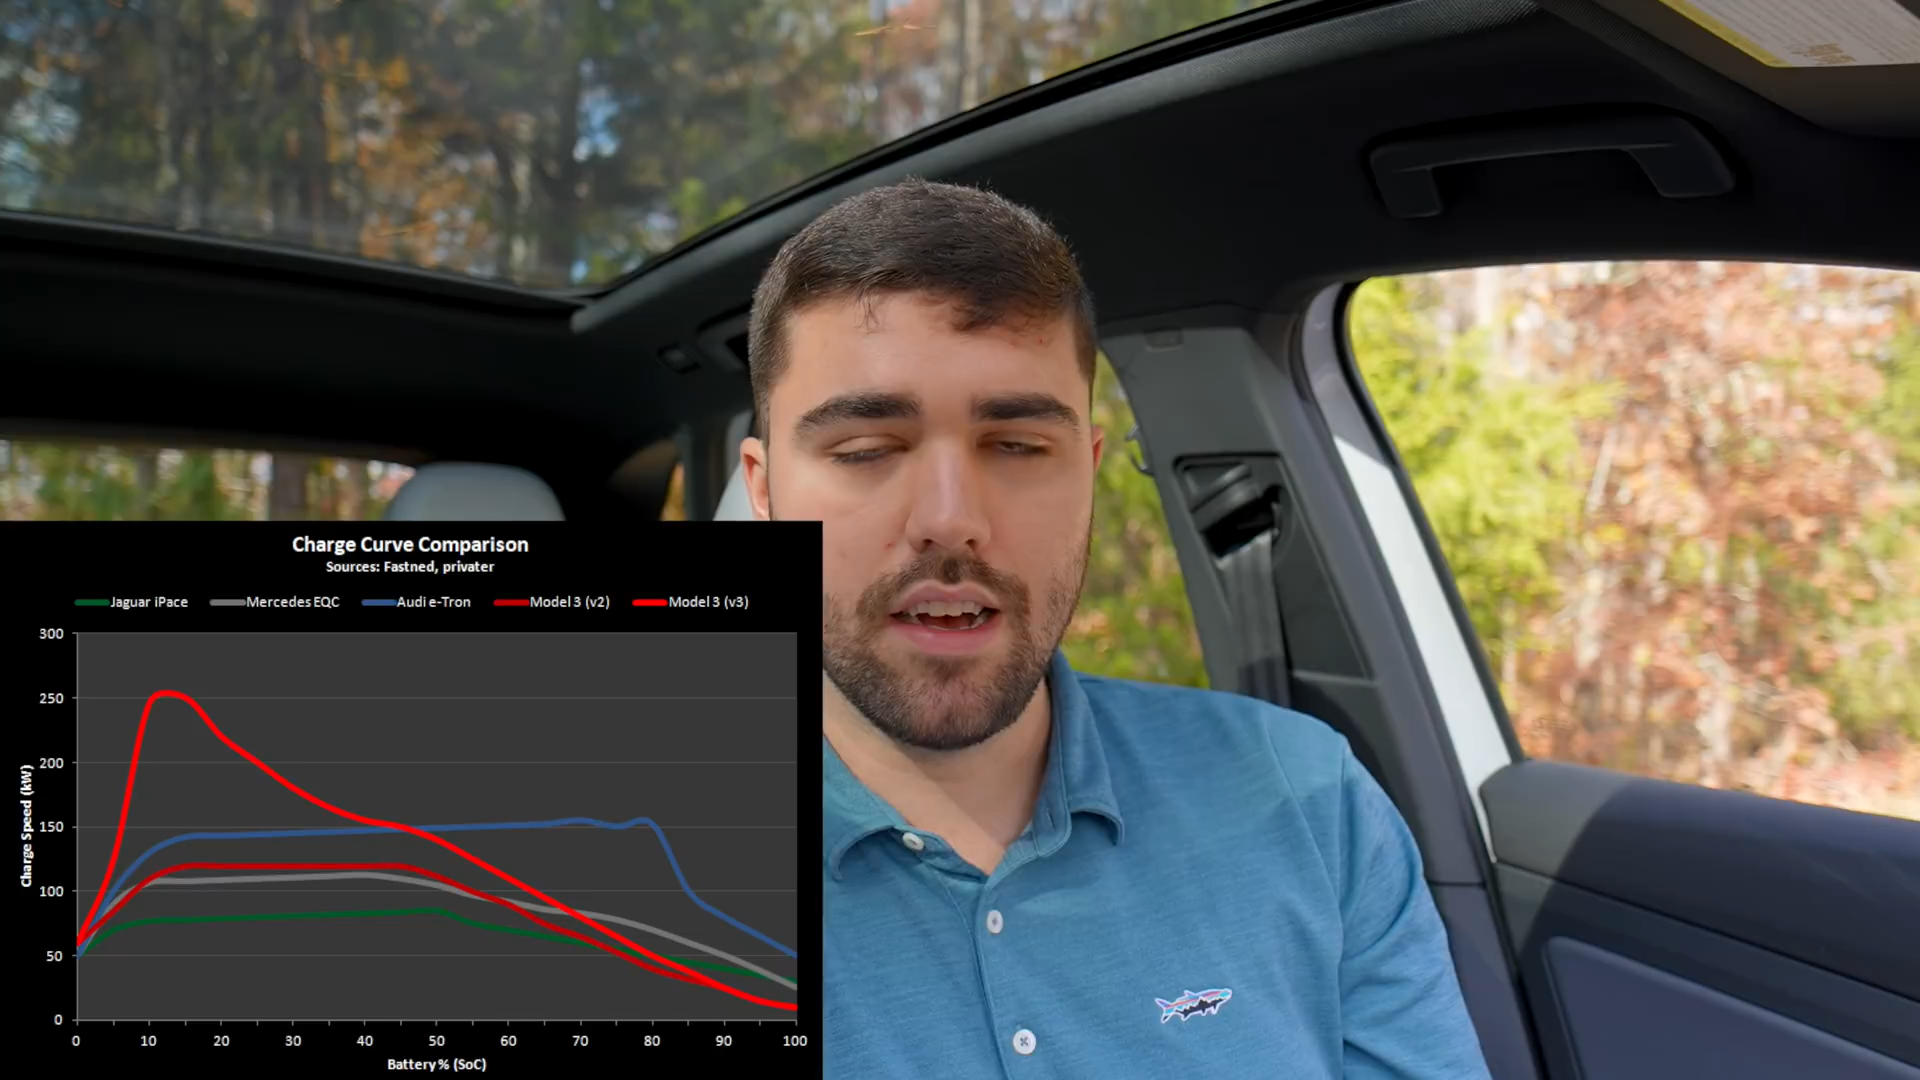 Charge Curve Comparison
Sources: Fastned, privater
Jaguar iPace Mercedes EQC Audi e-Tron Model 3 (v2) Model 3 (v3)
300
250
200
150
100
50
0
Charge Speed (kW)
0 10 20 30 40 50 60 70 80 90 100
Battery % (SoC)